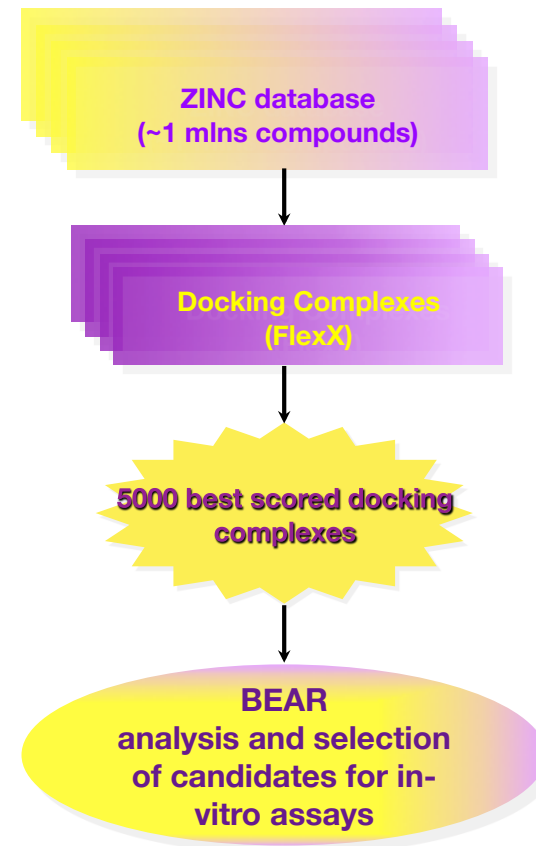 ZINC database
(~1 mlns compounds)
Docking Complexes
(FlexX)
5000 best scored docking
complexes
BEAR
analysis and selection
of candidates for in-
vitro assays